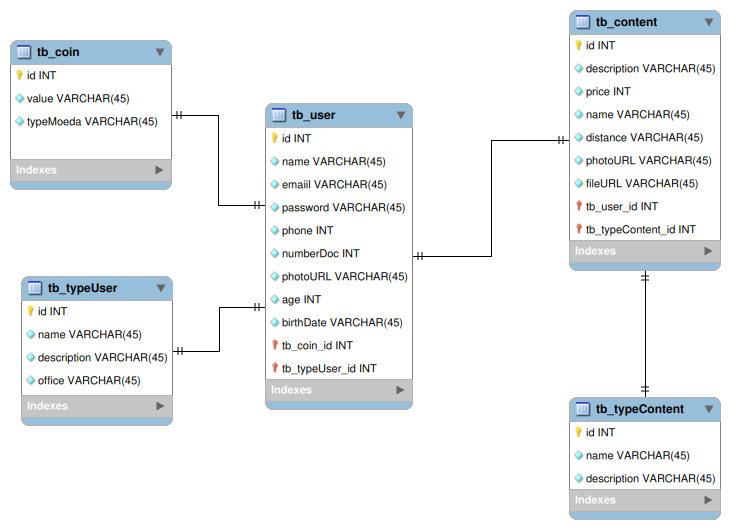 tb_coin
id INT
value VARCHAR(45)
typeMoeda VARCHAR(45)
Indexes
tb_typeUser
id INT
name VARCHAR(45)
description VARCHAR(45)
office VARCHAR(45)
Indexes
tb_user
id INT
name VARCHAR(45)
emaiil VARCHAR(45)
password VARCHAR(45)
phone INT
numberDoc INT
photoURL VARCHAR(45)
age INT
birthDate VARCHAR(45)
tb_coin_id INT
tb_typeUser_id INT
Indexes
tb_content
id INT
description VARCHAR(45)
price INT
name VARCHAR(45)
distance VARCHAR(45)
photoURL VARCHAR(45)
fileURL VARCHAR(45)
tb_user_id INT
tb_typeContent_id INT
Indexes
tb_typeContent
id INT
name VARCHAR(45)
description VARCHAR(45)
Indexes